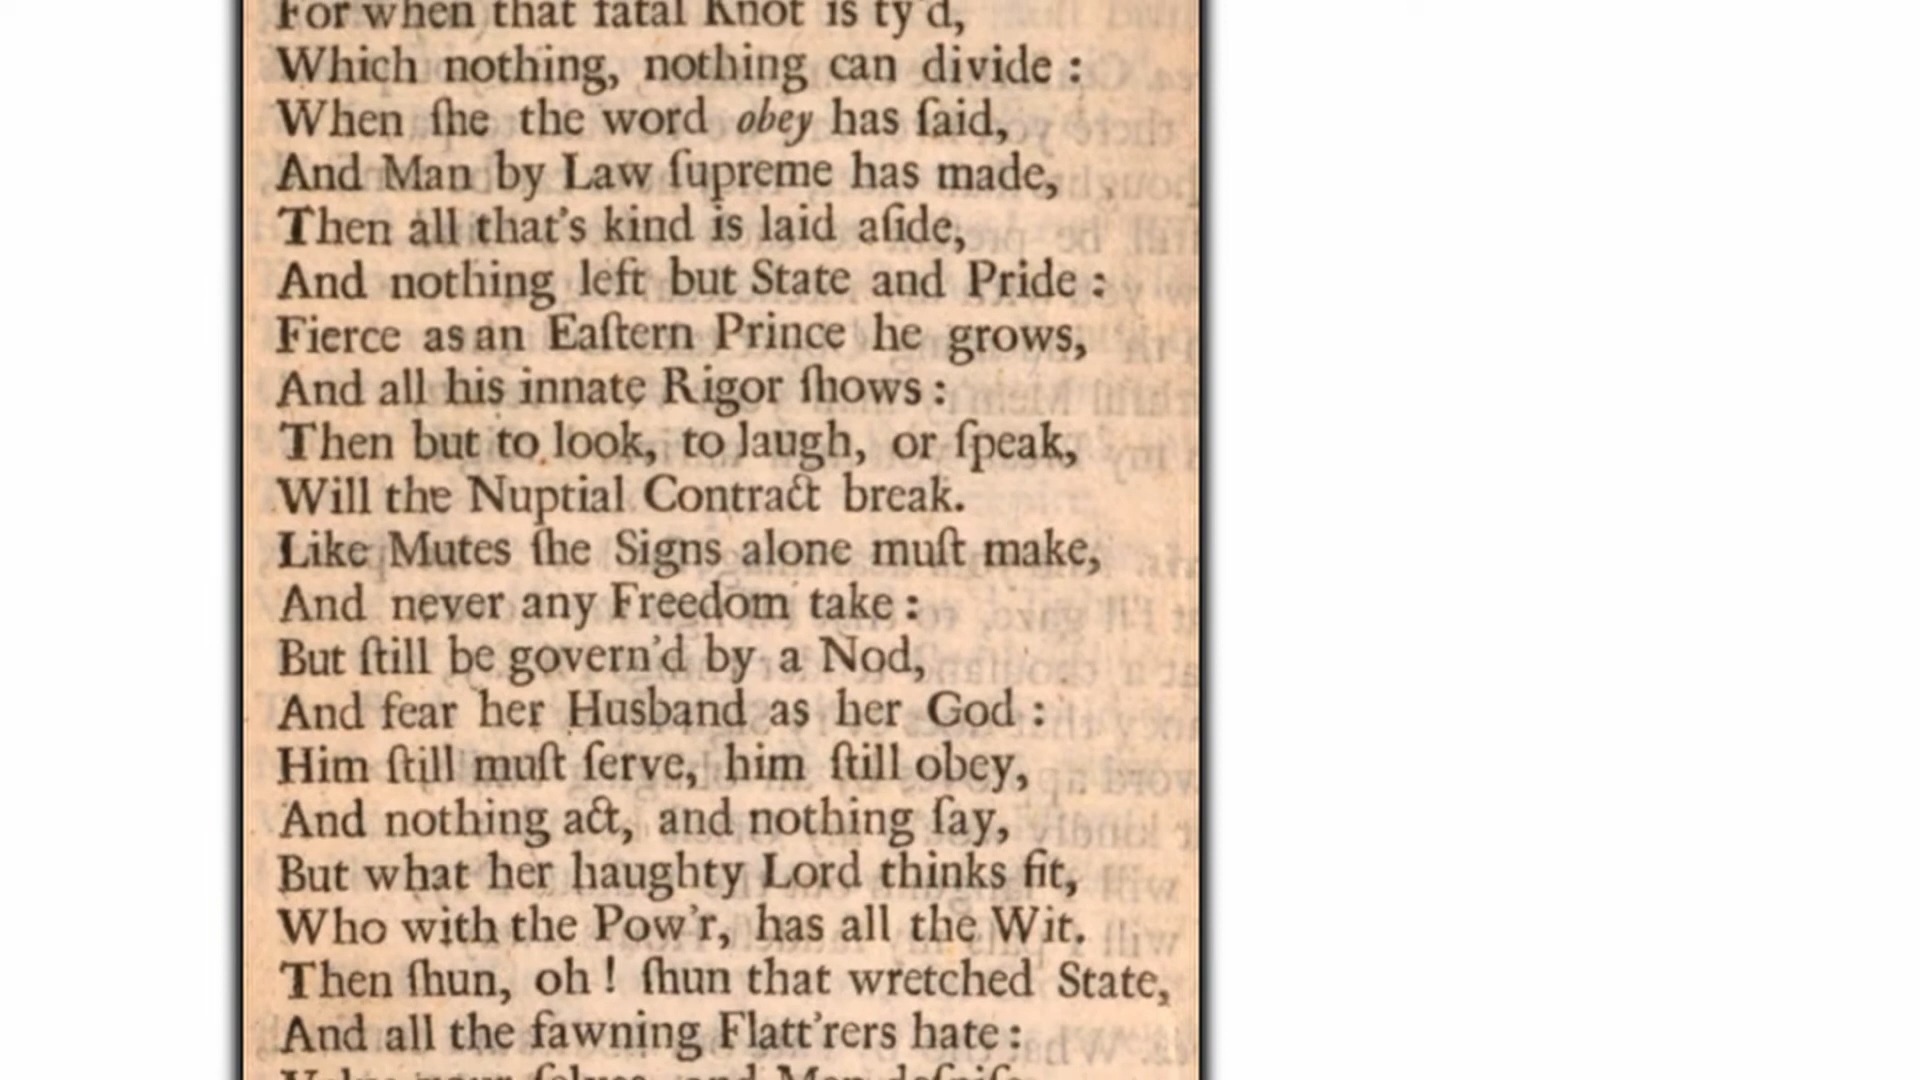 For when that fatal Knot is ty'd,
Which nothing, nothing can divide :
When ſhe the word obey has ſaid,
And Man by Law ſupreme has made,
Then all that's kind is laid aſide,
And nothing left but State and Pride :
Fierce as an Eaſtern Prince he grows,
And all his innate Rigor ſhows :
Then but to look, to laugh, or ſpeak,
Will the Nuptial Contract break.
Like Mutes ſhe Signs alone muſt make,
And never any Freedom take :
But ſtill be govern'd by a Nod,
And fear her Husband as her God :
Him ſtill muſt ſerve, him ſtill obey,
And nothing act, and nothing ſay,
But what her haughty Lord thinks fit,
Who with the Pow'r, has all the Wit.
Then ſhun, oh ! ſhun that wretched State,
And all the fawning Flatt'rers hate :
Value your ſelves, and Men deſpiſe